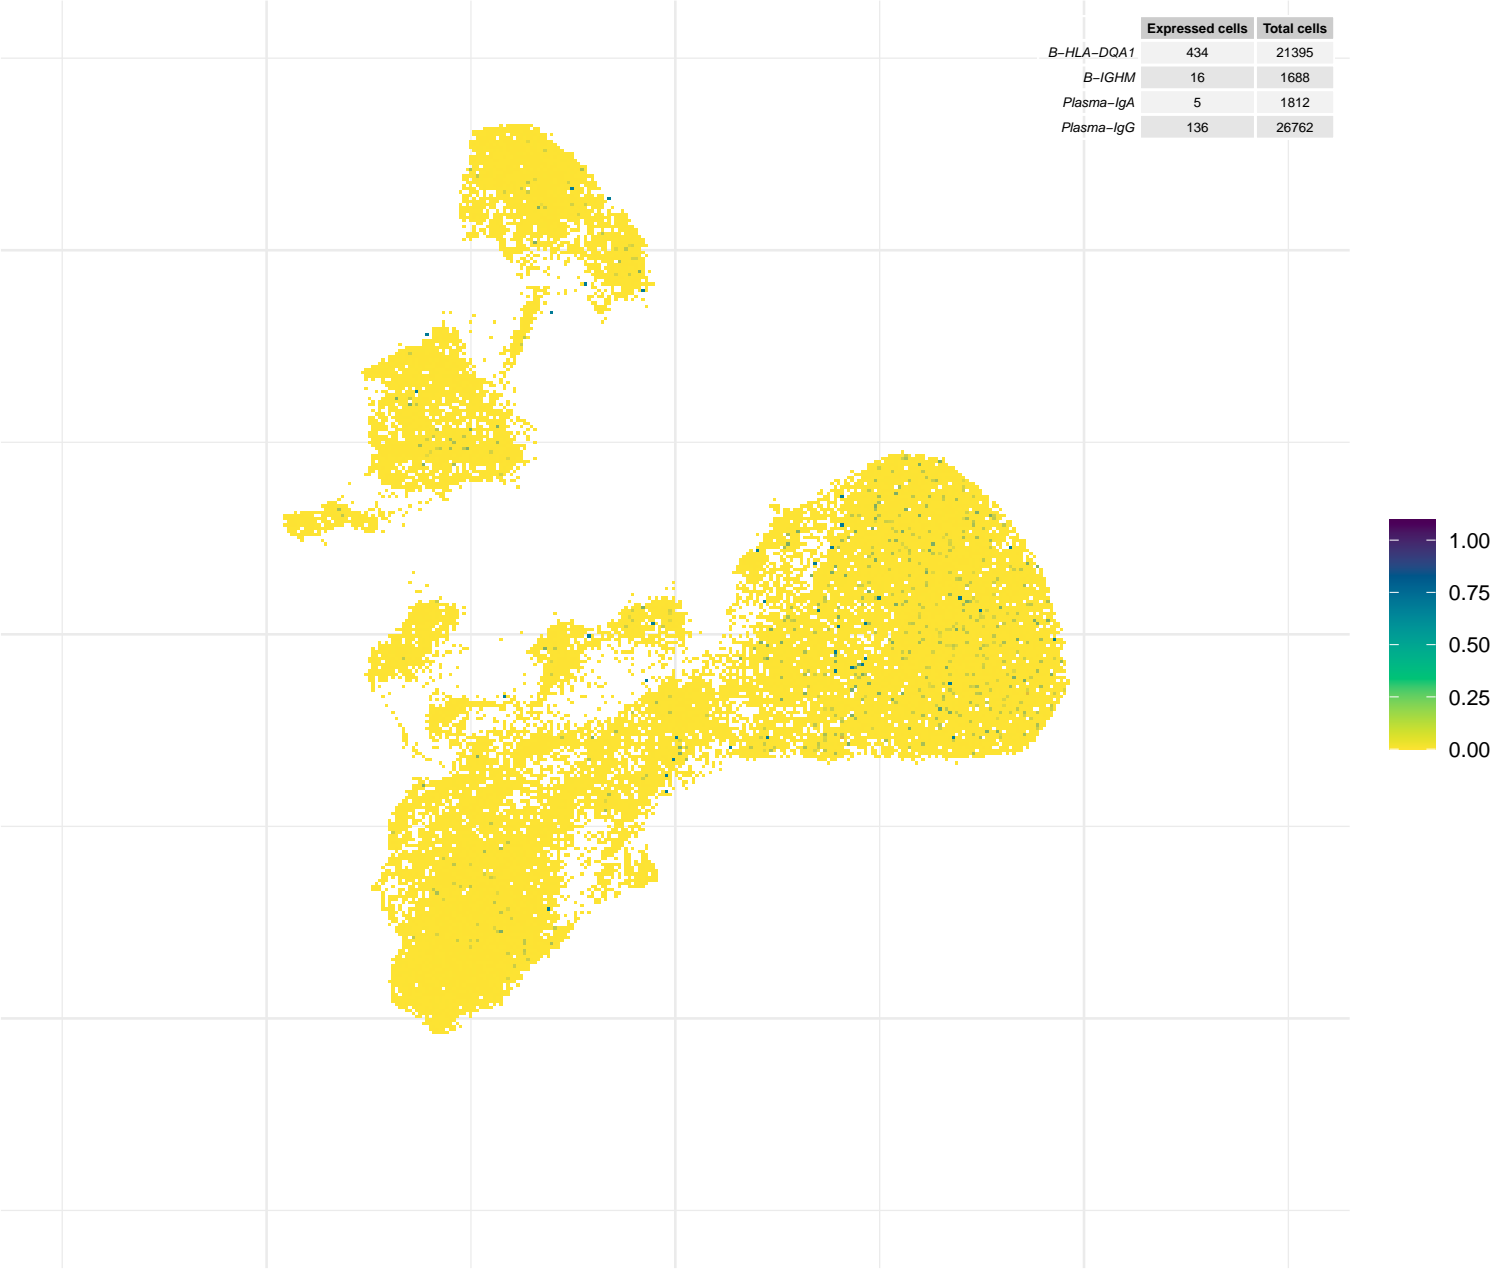 Expressed cells Total cells
B−HLA−DQA1 434 21395
B−IGHM 16 1688
Plasma−IgA 5 1812
Plasma−IgG 136 26762
1.00
0.75
0.50
0.25
0.00